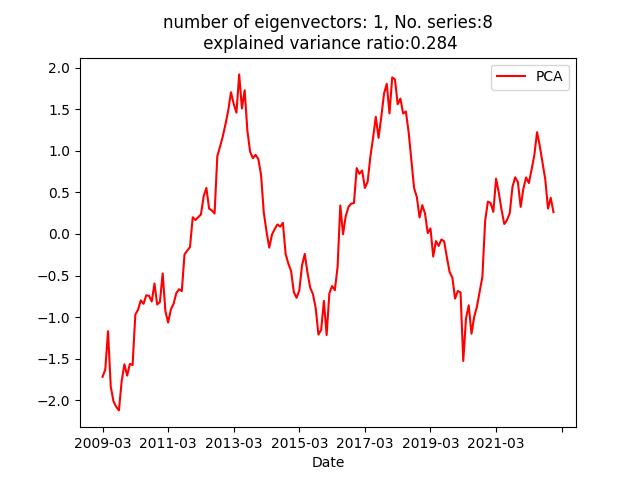 number of eigenvectors: 1, No. series:8
explained variance ratio:0.284
PCA
2.0
1.5
1.0
0.5
0.0
−0.5
−1.0
−1.5
−2.0
2009-03 2011-03 2013-03 2015-03 2017-03 2019-03 2021-03
Date